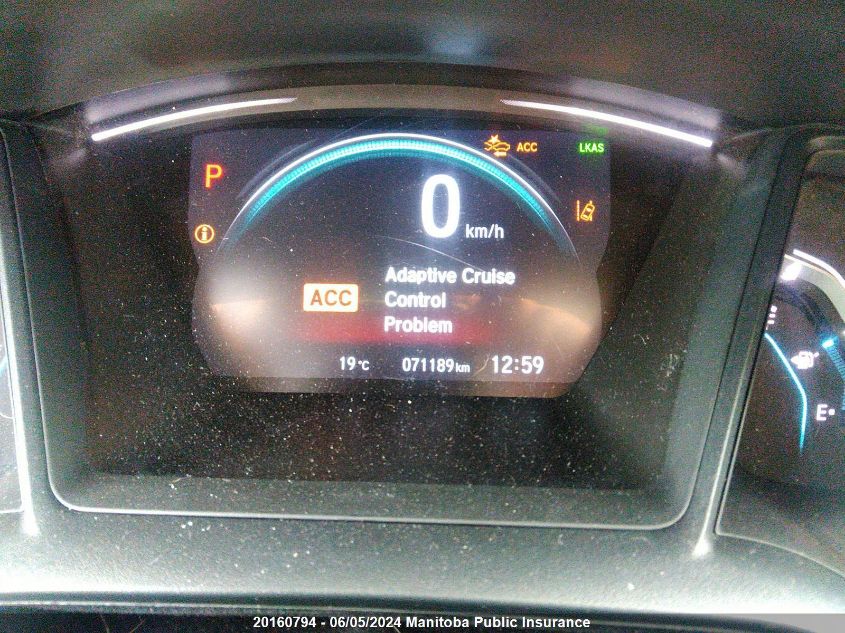 ACC
LKAS
P
0 km/h
Adaptive Cruise
ACC
Control
Problem
19°C
071189km
12:59
E
20160794 - 06/05/2024 Manitoba Public Insurance